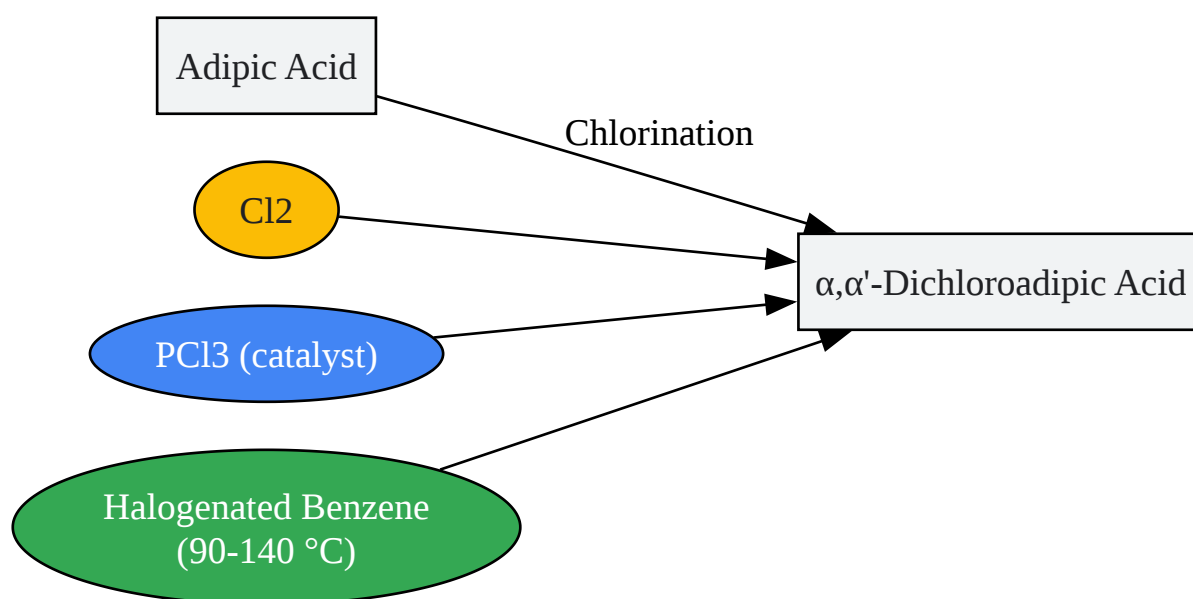 Adipic Acid
Chlorination
Cl2
α,α'-Dichloroadipic Acid
PCl3 (catalyst)
Halogenated Benzene
(90-140 °C)